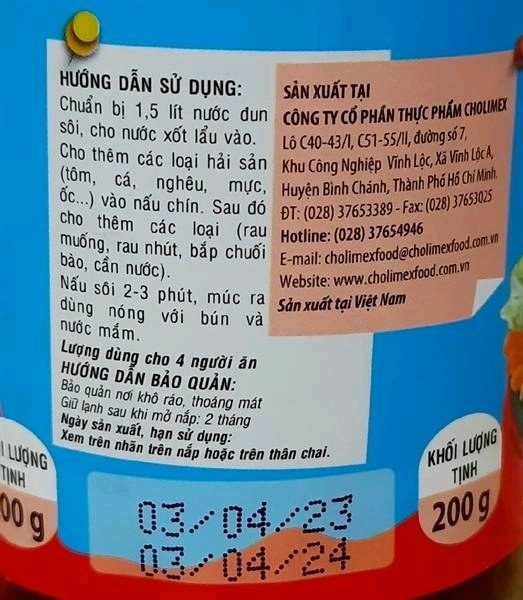 HƯỚNG DẪN SỬ DỤNG:
Chuẩn bị 1,5 lít nước đun
sôi, cho nước xốt lẩu vào.
Cho thêm các loại hải sản
(tôm, cá, nghêu, mực,
ốc...) vào nấu chín. Sau đó
cho thêm các loại (rau
muống, rau nhút, bắp chuối
bào, cần nước).
Nấu sôi 2-3 phút, múc ra
dùng nóng với bún và
nước mắm.
Lượng dùng cho 4 người ăn
HƯỚNG DẪN BẢO QUẢN:
Bảo quản nơi khô ráo, thoáng mát
Giữ lạnh sau khi mở nắp: 2 tháng
Ngày sản xuất, hạn sử dụng:
Xem trên nhãn trên nắp hoặc trên thân chai.
SẢN XUẤT TẠI
CÔNG TY CỔ PHẦN THỰC PHẨM CHOLIMEX
Lô C40-43/I, C51-55/II, đường số 7,
Khu Công Nghiệp Vĩnh Lộc, Xã Vĩnh Lộc A,
Huyện Bình Chánh, Thành Phố Hồ Chí Minh.
ĐT: (028) 37653389 - Fax: (028) 37653025
Hotline: (028) 37654946
E-mail: cholimexfood@cholimexfood.com.vn
Website: www.cholimexfood.com.vn
Sản xuất tại Việt Nam
LƯỢNG
TỊNH
00 g
03/04/23
03/04/24
KHỐI LƯỢNG
TỊNH
200 g